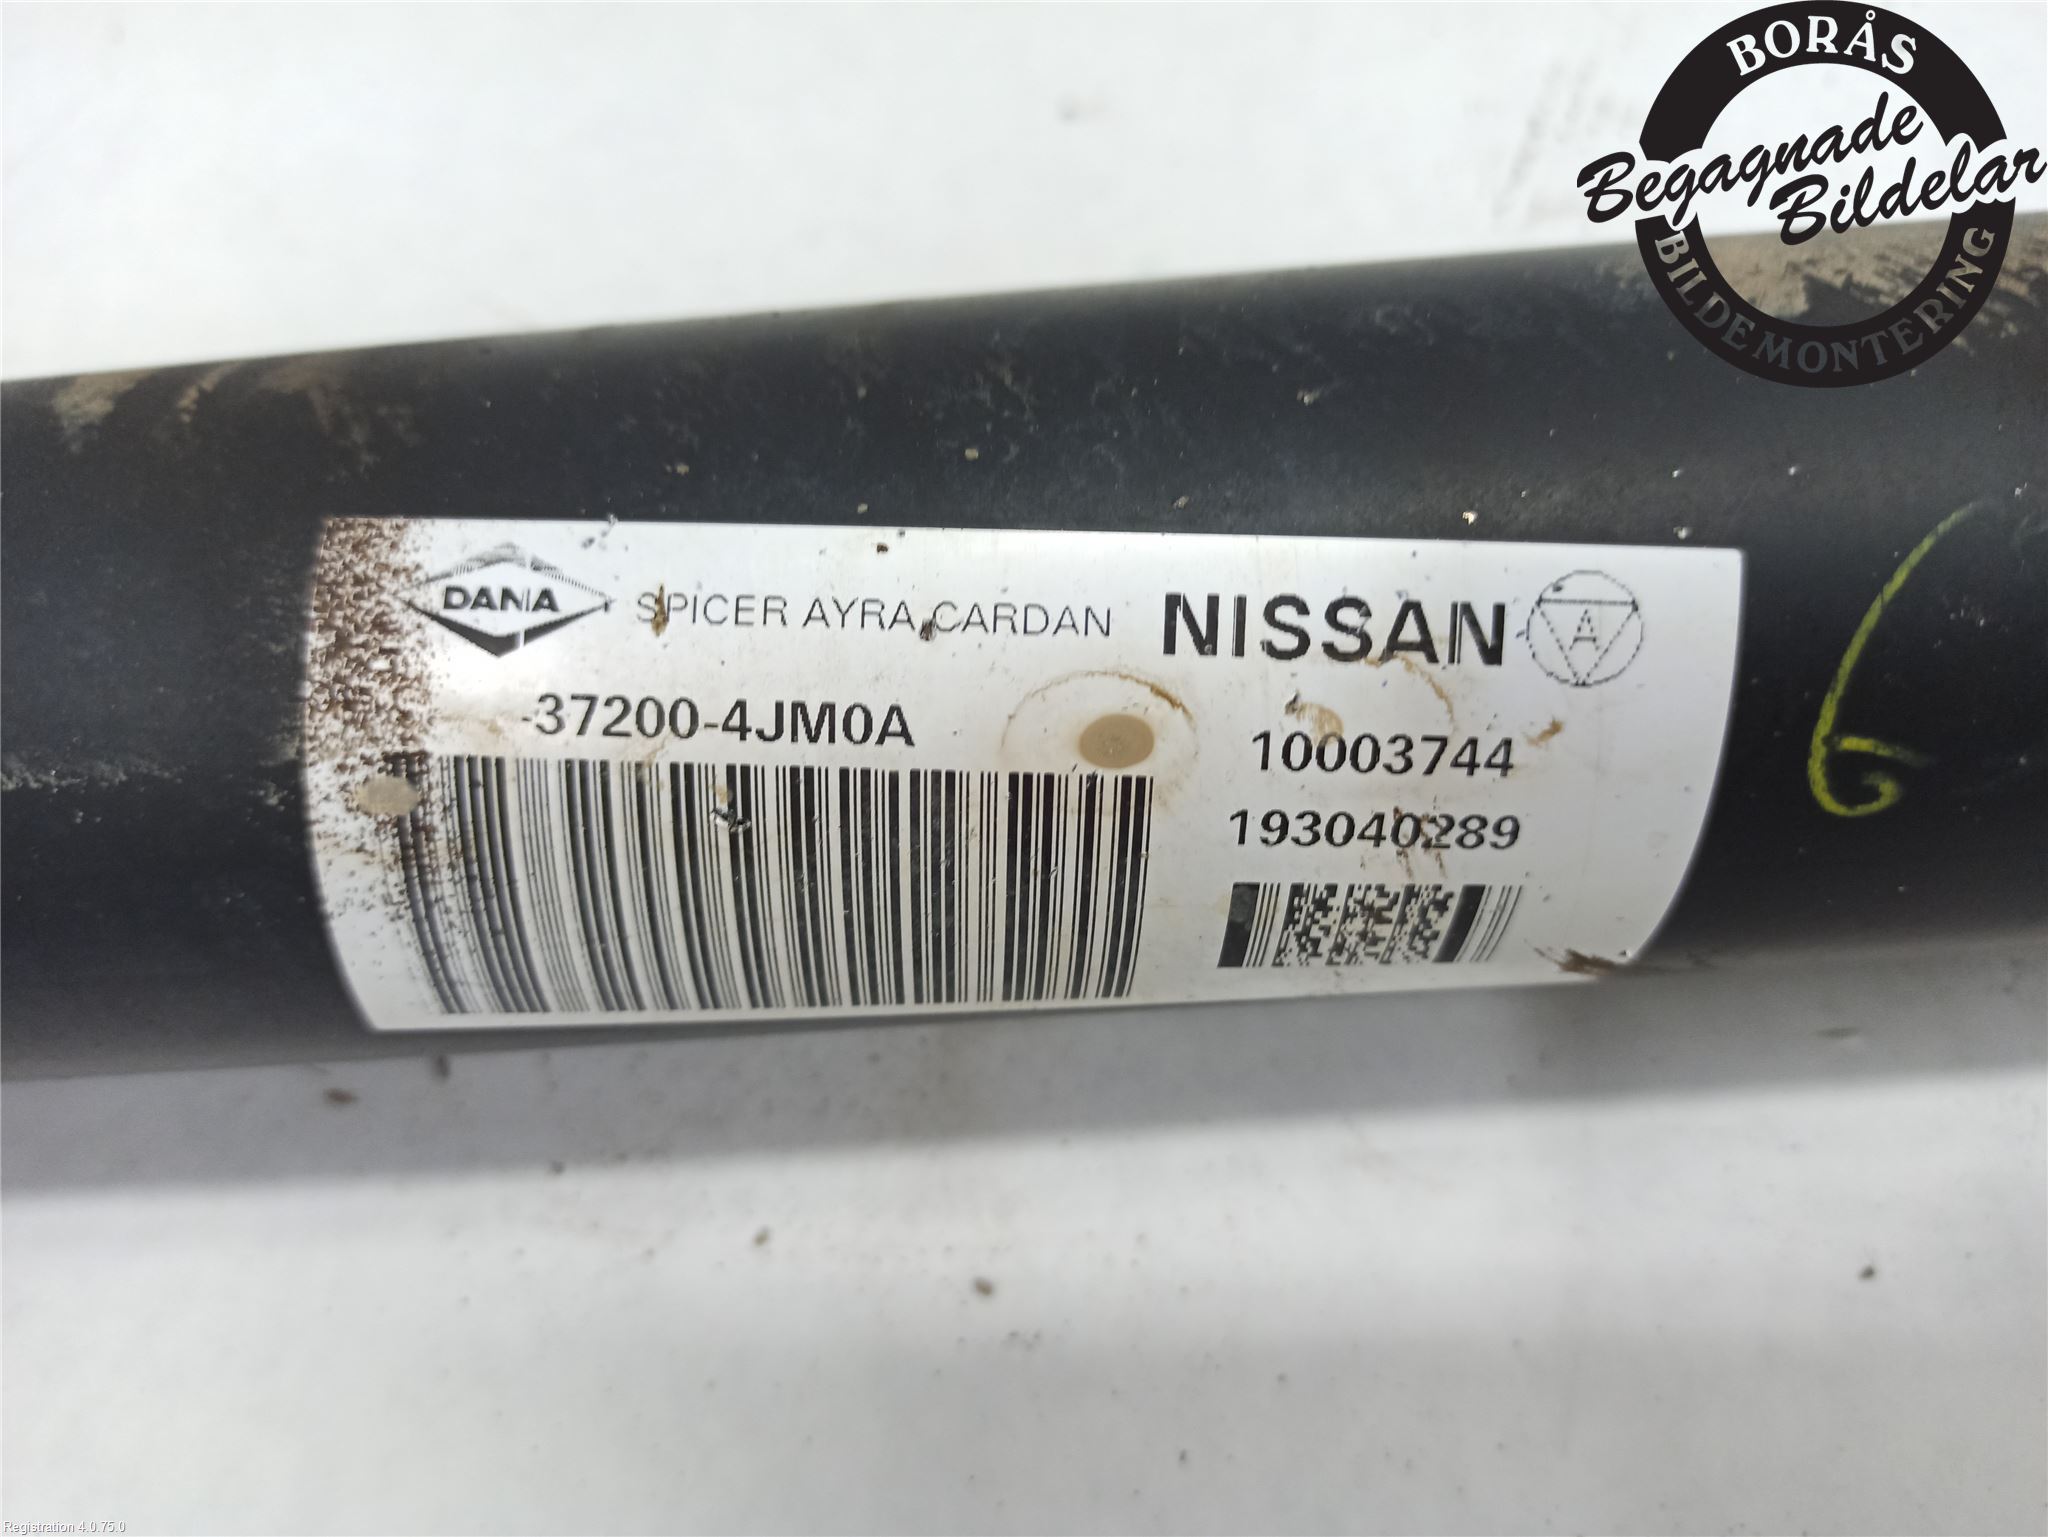 BORÅS
Begagnade
Bildelar
BILDEMONTERING
DANA SPICER AYRA CARDAN NISSAN A
-37200-4JM0A
10003744
193040289
6
Registration 4.0.75.0